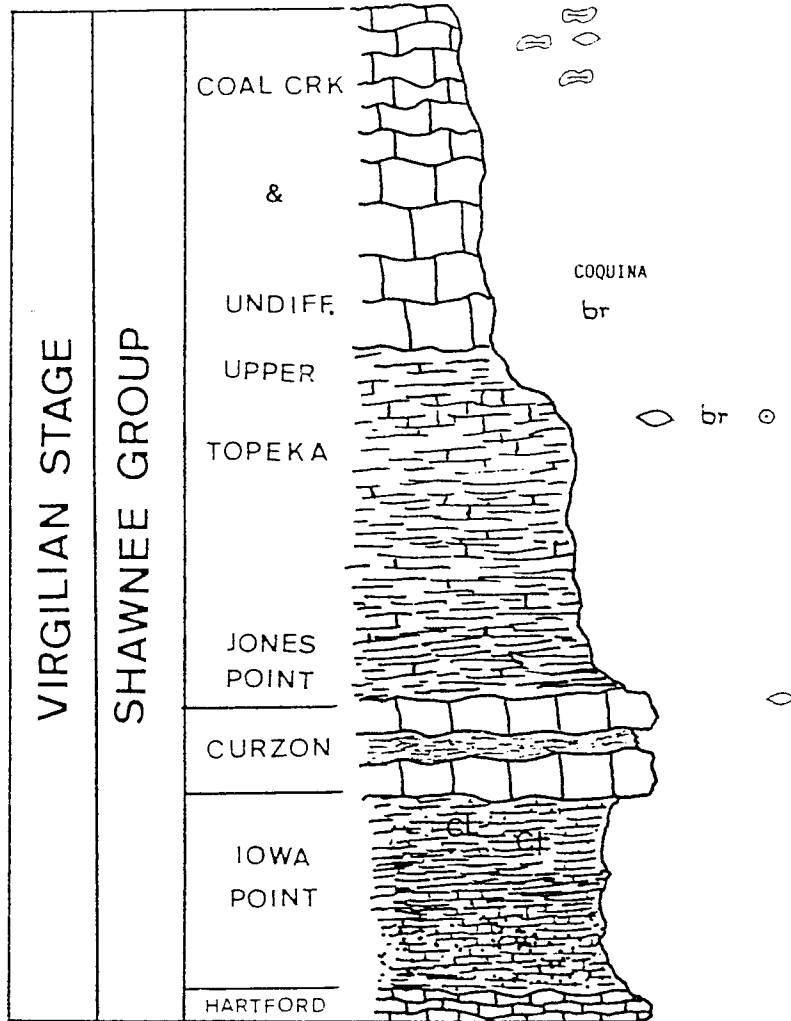 VIRGILIAN STAGE
SHAWNEE GROUP
COAL CRK
&
UNDIFF.
UPPER
TOPEKA
JONES
POINT
CURZON
IOWA
POINT
HARTFORD
COQUINA
br
br